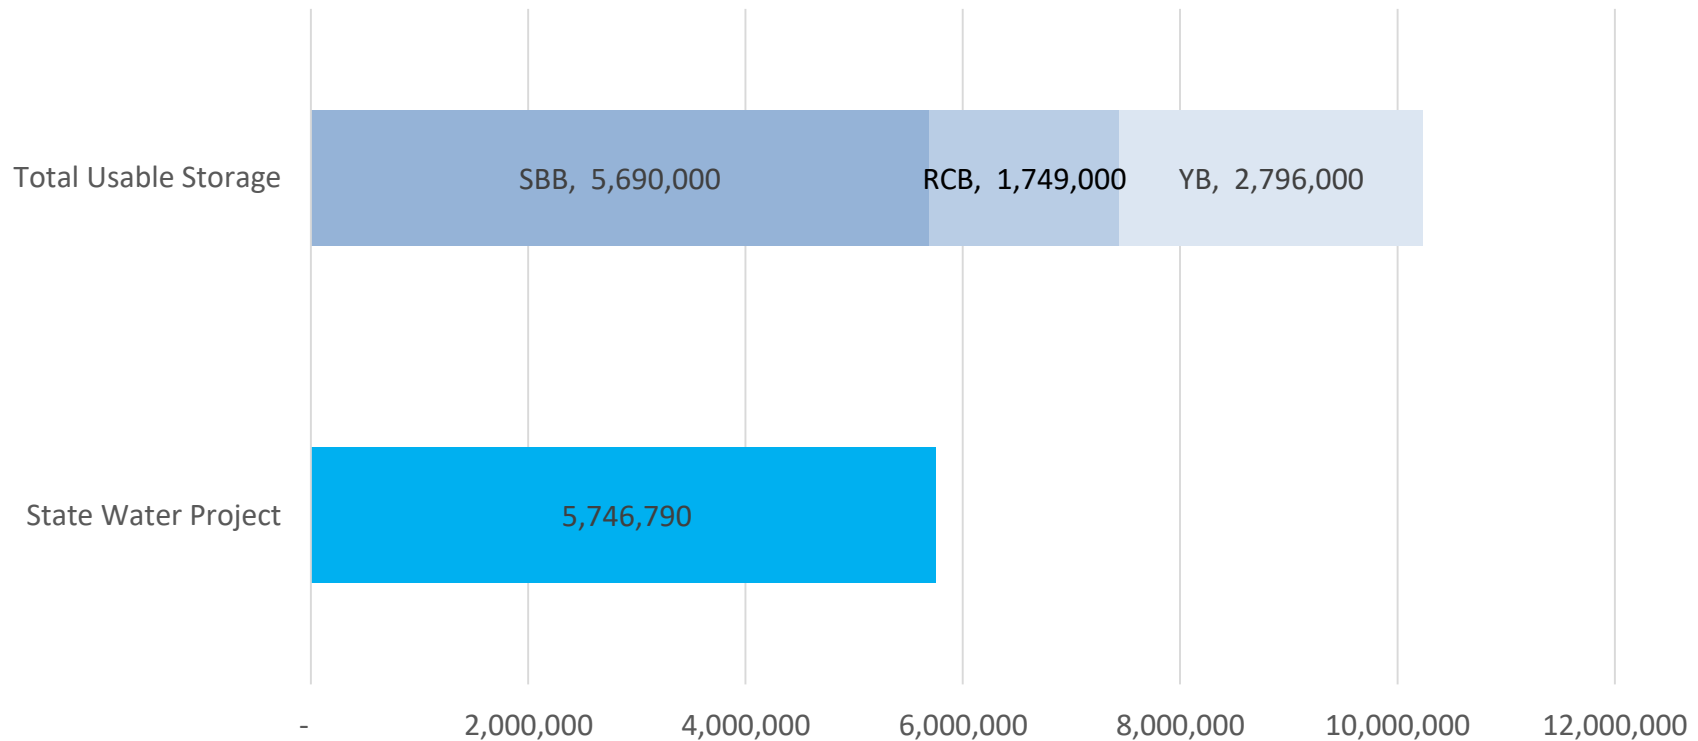 Total Usable Storage
SBB, 5,690,000
RCB, 1,749,000
YB, 2,796,000
State Water Project
5,746,790
- 2,000,000 4,000,000 6,000,000 8,000,000 10,000,000 12,000,000